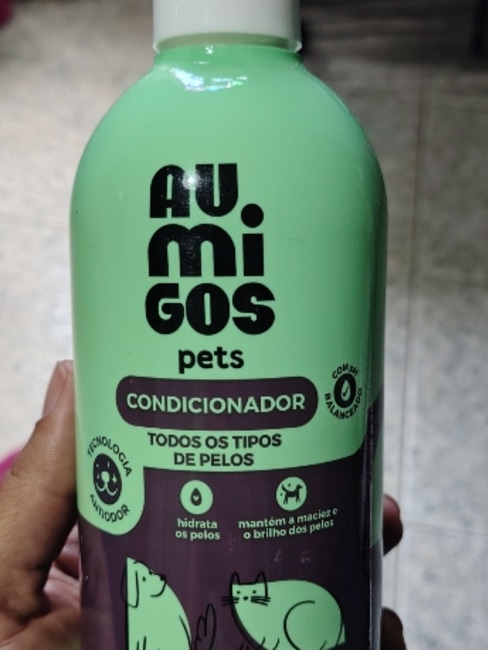 AU
mi
GOS
pets
CONDICIONADOR
COM PH
BALANCEADO
TODOS OS TIPOS
DE PELOS
TECNOLOGIA
ANTIODOR
hidrata
os pelos
mantém a maciez e
o brilho dos pelos